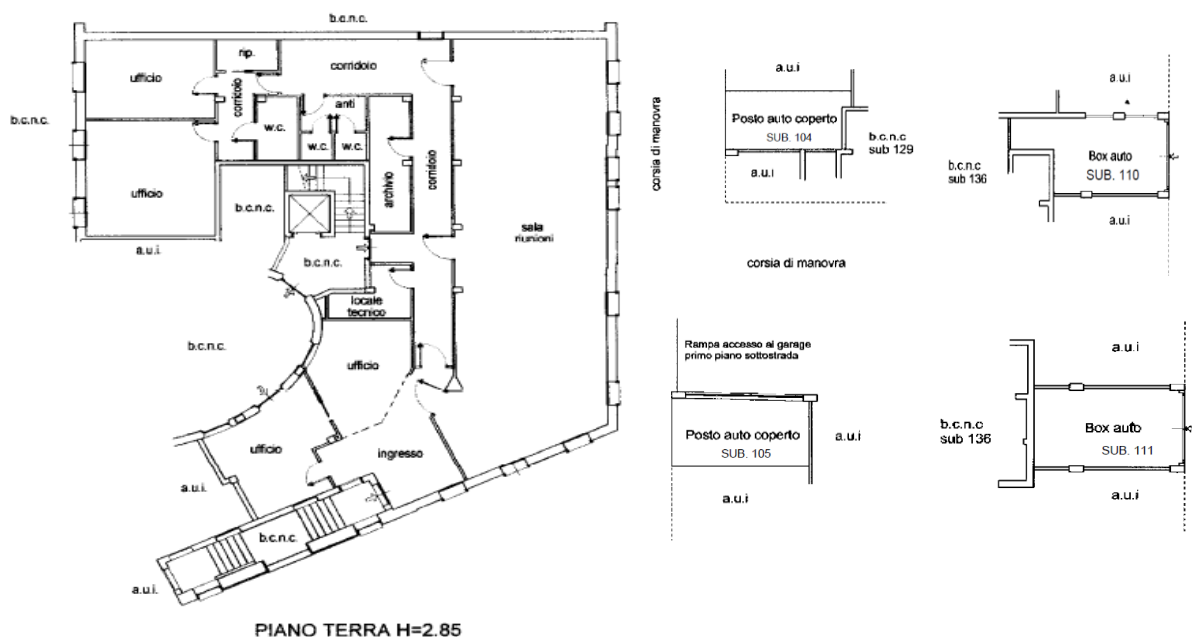 b.c.n.c.
rip.
corridoio
ufficio
corridoio
anti
w.c.
w.c.
w.c.
b.c.n.c.
ufficio
archivio
corridoio
b.c.n.c.
sala
riunioni
a.u.i.
b.c.n.c.
locale
tecnico
b.c.n.c.
ufficio
ufficio
ingresso
a.u.i.
b.c.n.c.
a.u.i.
PIANO TERRA H=2.85
corsia di manovra
a.u.i
Posto auto coperto
SUB. 104
b.c.n.c
sub 129
a.u.i
corsia di manovra
a.u.i
b.c.n.c
sub 136
Box auto
SUB. 110
a.u.i
Rampa accesso al garage
primo piano sottostrada
Posto auto coperto
SUB. 105
a.u.i
a.u.i
a.u.i
b.c.n.c
sub 136
Box auto
SUB. 111
a.u.i